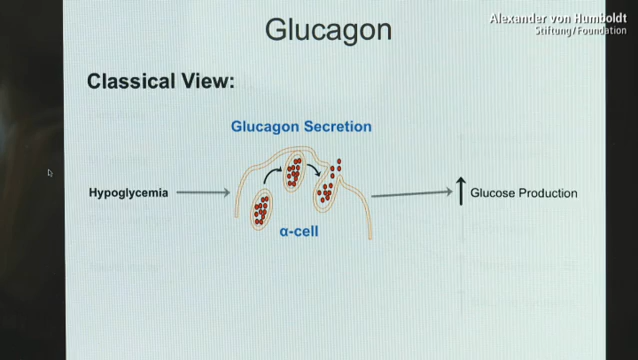 Alexander von Humboldt
Stiftung/Foundation
Glucagon
Classical View:
Glucagon Secretion
Hypoglycemia
Glucose Production
α-cell